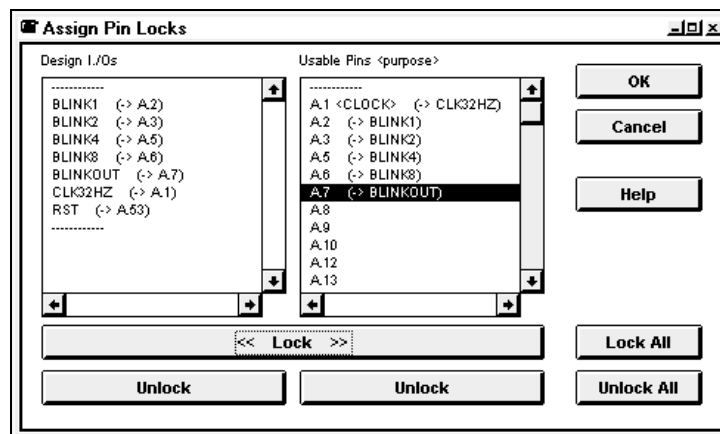 Assign Pin Locks
Design I./Os
------------
BLINK1 (-> A.2)
BLINK2 (-> A.3)
BLINK4 (-> A.5)
BLINK8 (-> A.6)
BLINKOUT (-> A.7)
CLK32HZ (-> A.1)
RST (-> A.53)
------------
Usable Pins <purpose>
------------
A.1 <CLOCK> (-> CLK32HZ)
A.2 (-> BLINK1)
A.3 (-> BLINK2)
A.5 (-> BLINK4)
A.6 (-> BLINK8)
A.7 (-> BLINKOUT)
A.8
A.9
A.10
A.12
A.13
OK
Cancel
Help
<< Lock >>
Lock All
Unlock
Unlock
Unlock All